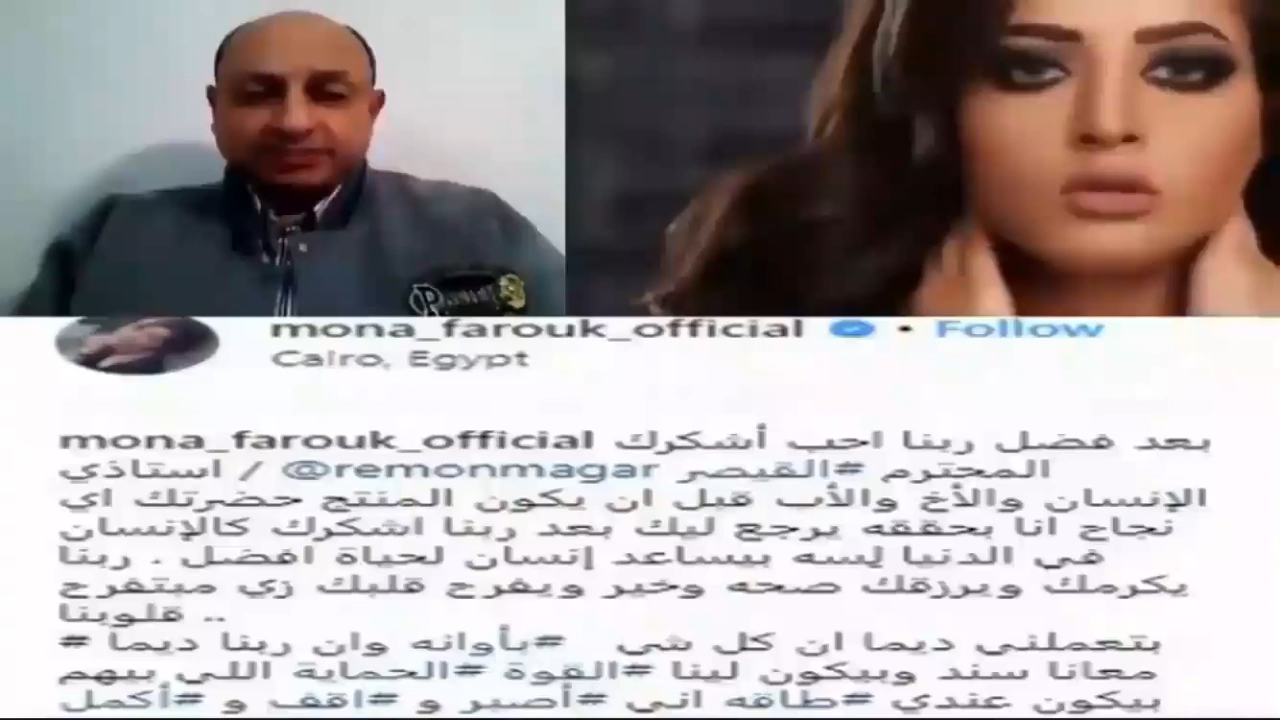 mona_farouk_official • Follow
Cairo, Egypt
mona_farouk_official بعد فضل ربنا احب أشكرك
استاذي / @remonmagar المحترم #القيصر
الإنسان والأخ والأب قبل ان يكون المنتج حضرتك اي
نجاح انا بحققه يرجع ليك بعد ربنا اشكرك كالإنسان
في الدنيا لسه بيساعد إنسان لحياة افضل . ربنا
يكرمك ويرزقك صحه وخير ويفرح قلبك زي مبتفرح
قلوبنا ..
بتعملني ديما ان كل شي #بأوانه وان ربنا ديما #
معانا سند وبيكون لينا #القوة #الحماية اللي بيهم
بيكون عندي #طاقه اني #أصبر و #اقف و #أكمل